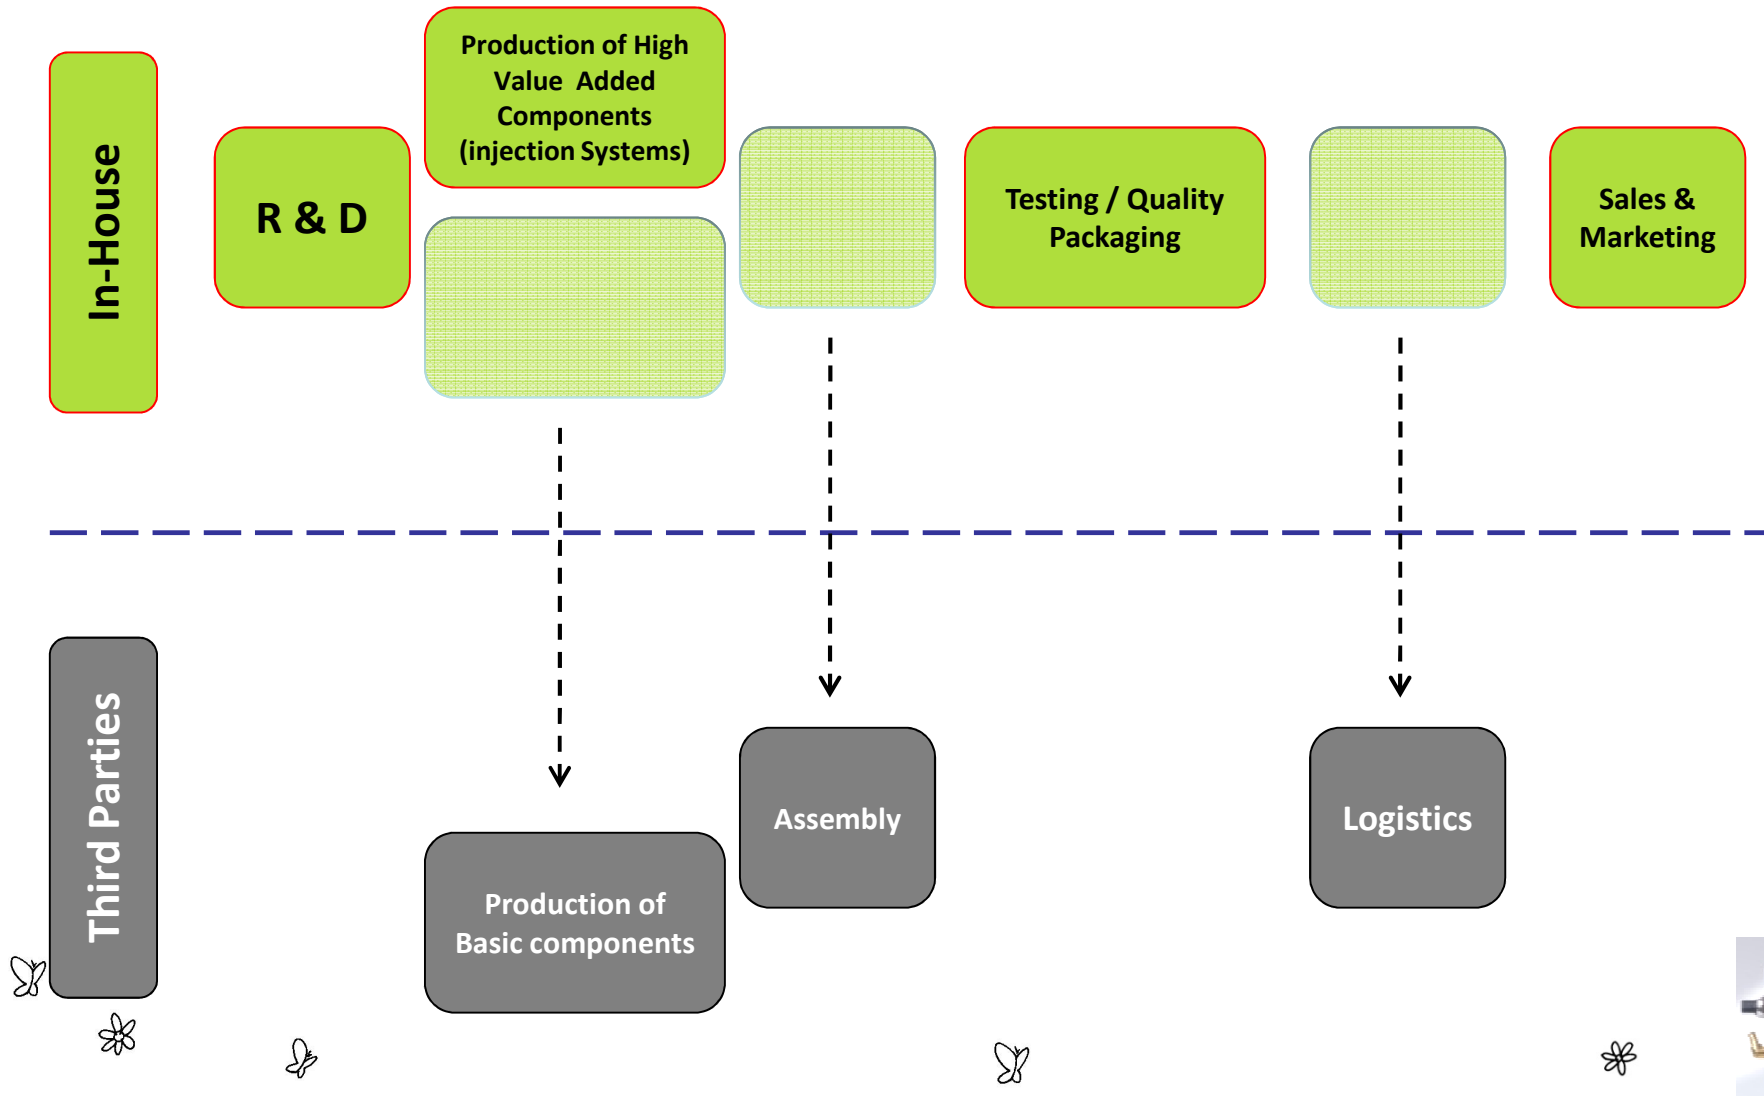 In-House
R & D
Production of High
Value Added
Components
(injection Systems)
Testing / Quality
Packaging
Sales &
Marketing
Third Parties
Production of
Basic components
Assembly
Logistics